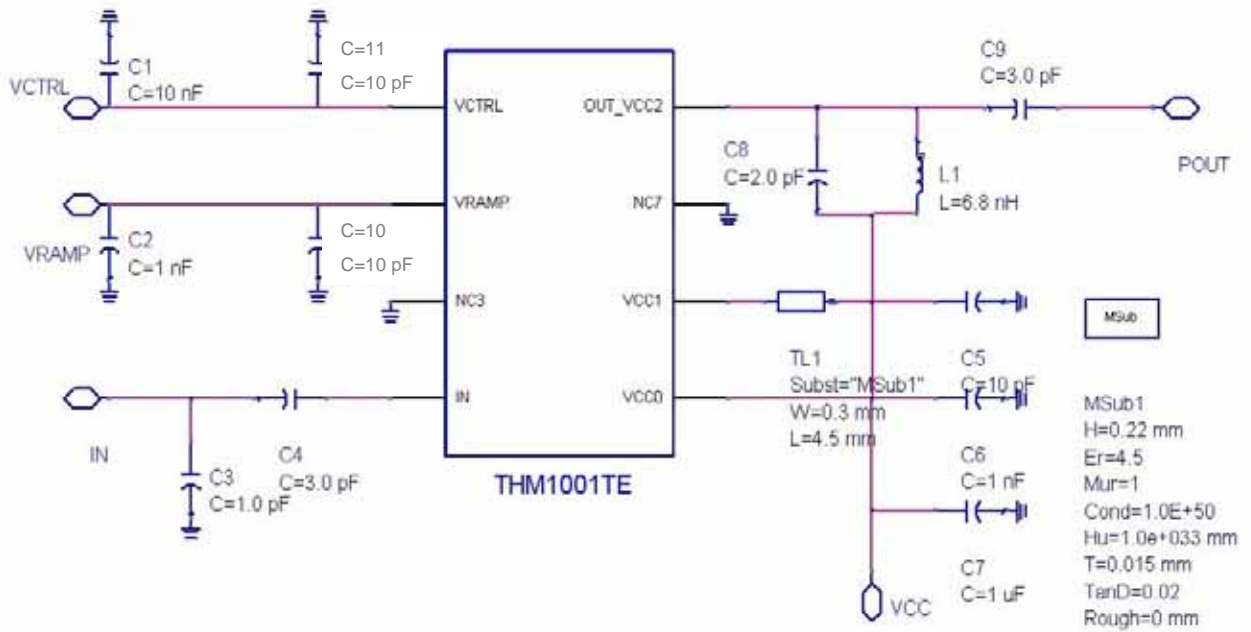 C1
C=10 nF
C=11
C=10 pF
VCTRL
VCTRL
OUT_VCC2
C9
C=3.0 pF
POUT
C8
C=2.0 pF
L1
L=6.8 nH
VRAMP
C2
C=1 nF
C=10
C=10 pF
VRAMP
NC7
NC3
VCC1
TL1
Subst="MSub1"
W=0.3 mm
L=4.5 mm
C5
C=10 pF
MSub
IN
C3
C=1.0 pF
C4
C=3.0 pF
IN
VCC0
THM1001TE
C6
C=1 nF
C7
C=1 uF
VCC
MSub1
H=0.22 mm
Er=4.5
Mur=1
Cond=1.0E+50
Hu=1.0e+033 mm
T=0.015 mm
TanD=0.02
Rough=0 mm